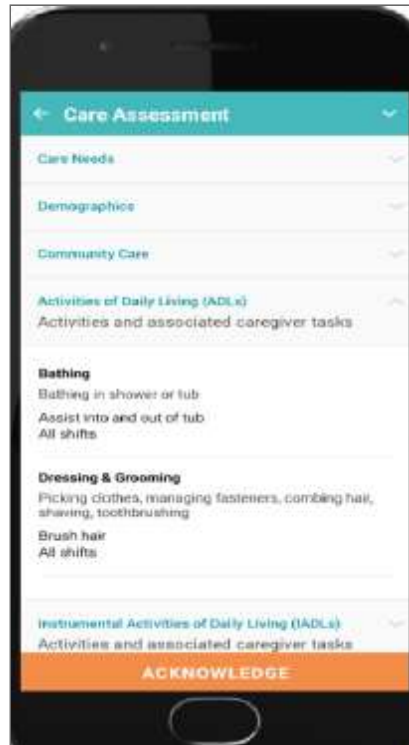 Care Assessment
Care Needs
Demographics
Community Care
Activities of Daily Living (ADLs)
Activities and associated caregiver tasks
Bathing
Bathing in shower or tub
Assist into and out of tub
All shifts
Dressing & Grooming
Picking clothes, managing fasteners, combing hair,
shaving, toothbrushing
Brush hair
All shifts
Instrumental Activities of Daily Living (IADLs)
Activities and associated caregiver tasks
ACKNOWLEDGE